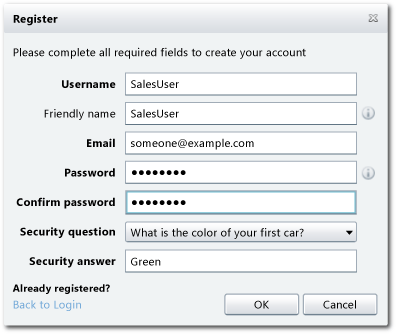 Register
Please complete all required fields to create your account
Username SalesUser
Friendly name SalesUser
Email someone@example.com
Password ●●●●●●●●
Confirm password ●●●●●●●●
Security question What is the color of your first car?
Security answer Green
Already registered?
Back to Login OK Cancel